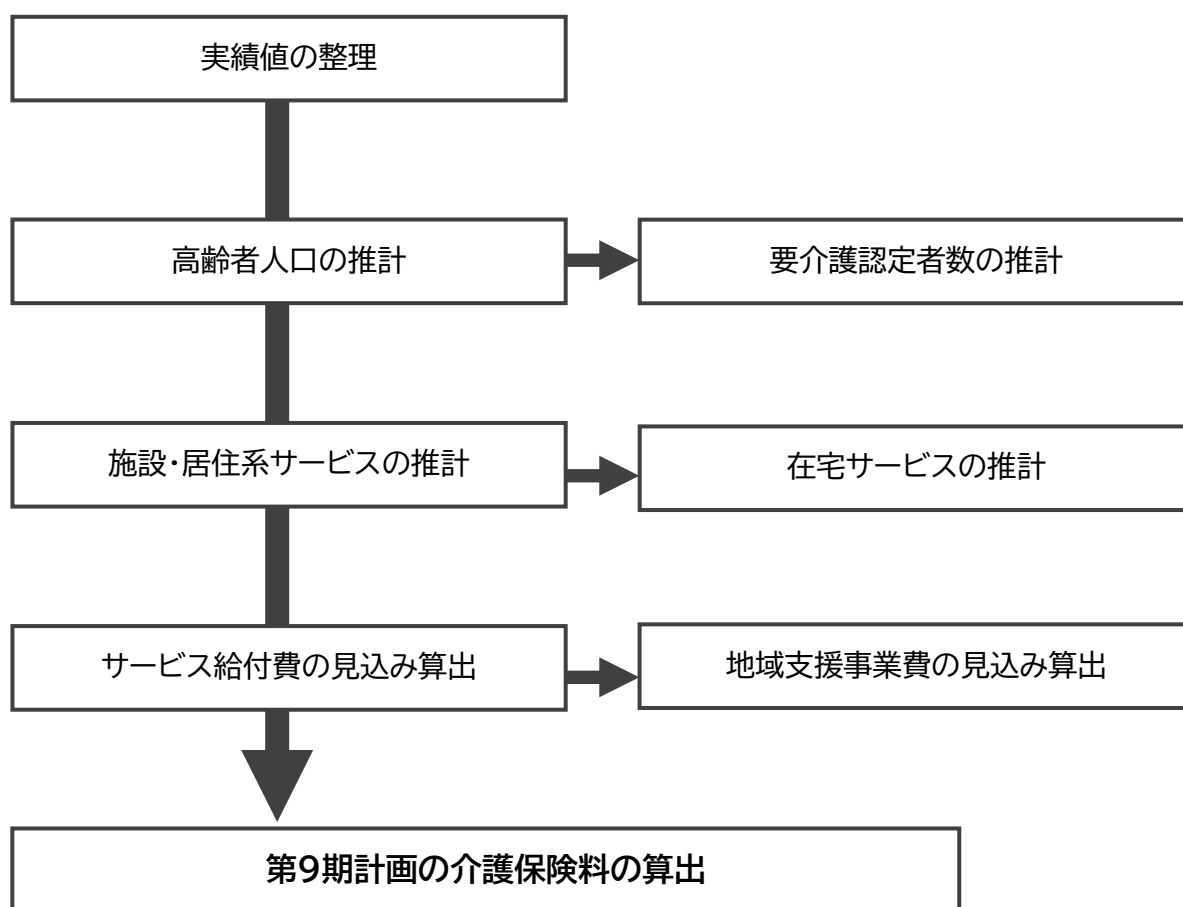 実績値の整理
高齢者人口の推計
要介護認定者数の推計
施設・居住系サービスの推計
在宅サービスの推計
サービス給付費の見込み算出
地域支援事業費の見込み算出
第9期計画の介護保険料の算出